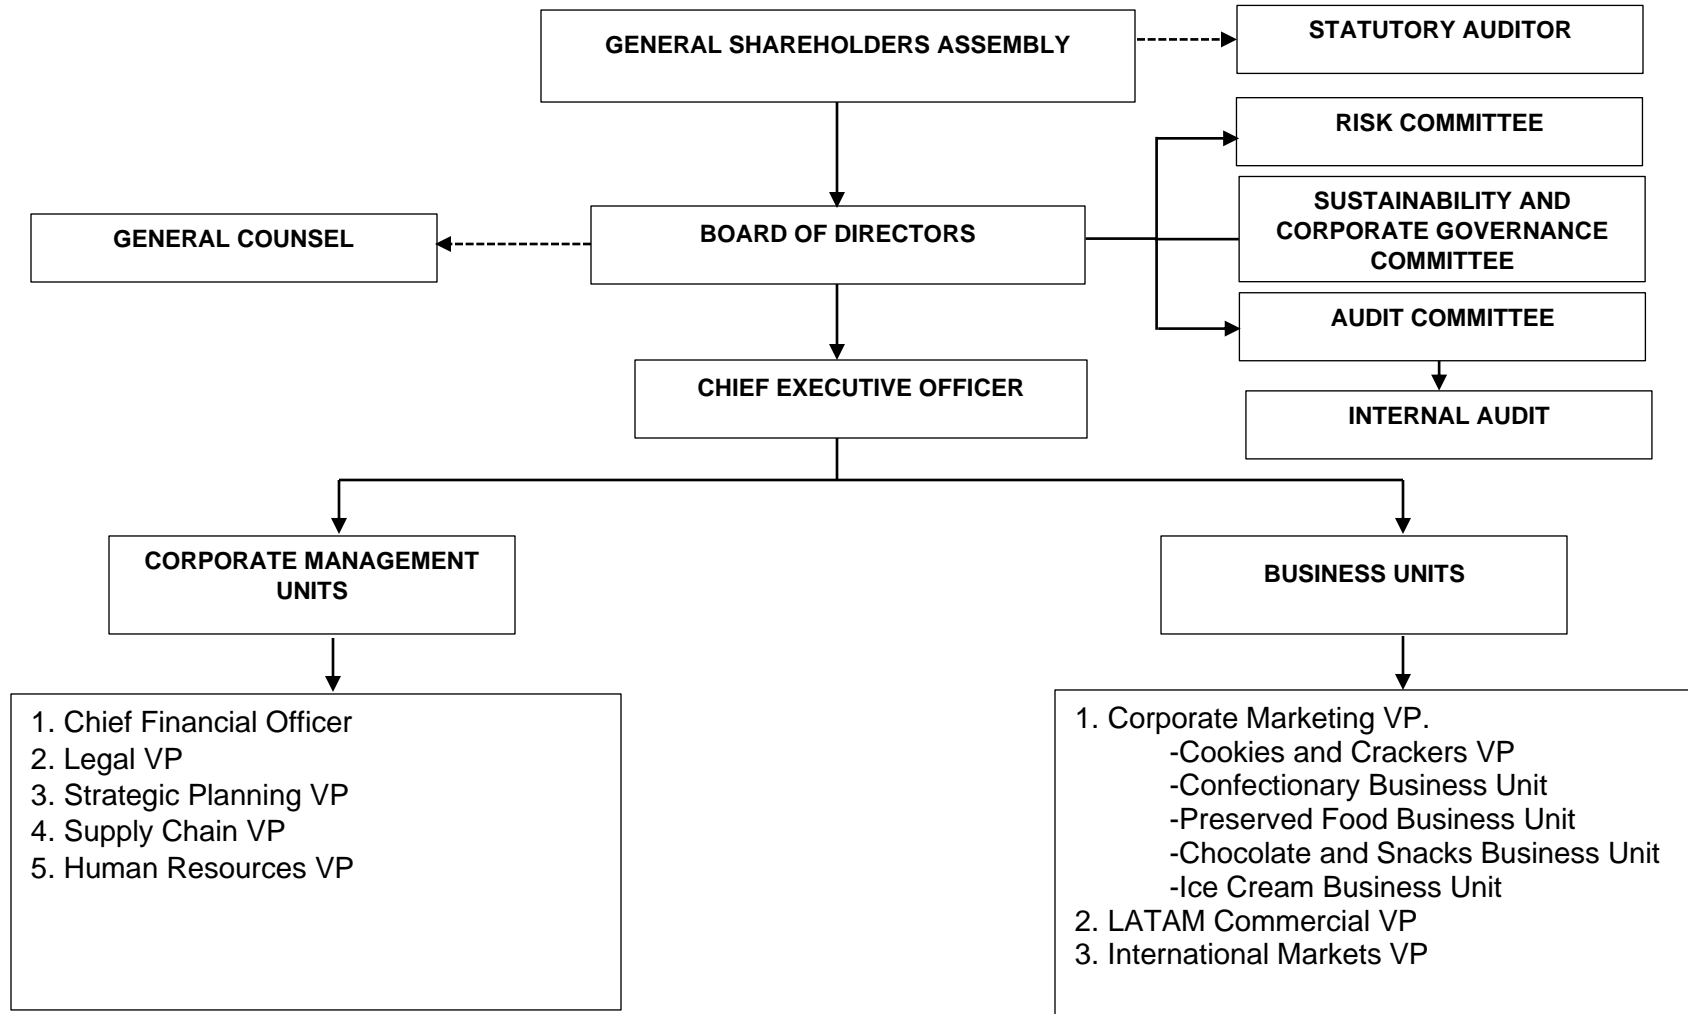 GENERAL SHAREHOLDERS ASSEMBLY
STATUTORY AUDITOR
RISK COMMITTEE
SUSTAINABILITY AND
CORPORATE GOVERNANCE
COMMITTEE
GENERAL COUNSEL
BOARD OF DIRECTORS
AUDIT COMMITTEE
CHIEF EXECUTIVE OFFICER
INTERNAL AUDIT
CORPORATE MANAGEMENT
UNITS
BUSINESS UNITS
1. Chief Financial Officer
2. Legal VP
3. Strategic Planning VP
4. Supply Chain VP
5. Human Resources VP
1. Corporate Marketing VP.
-Cookies and Crackers VP
-Confectionary Business Unit
-Preserved Food Business Unit
-Chocolate and Snacks Business Unit
-Ice Cream Business Unit
2. LATAM Commercial VP
3. International Markets VP